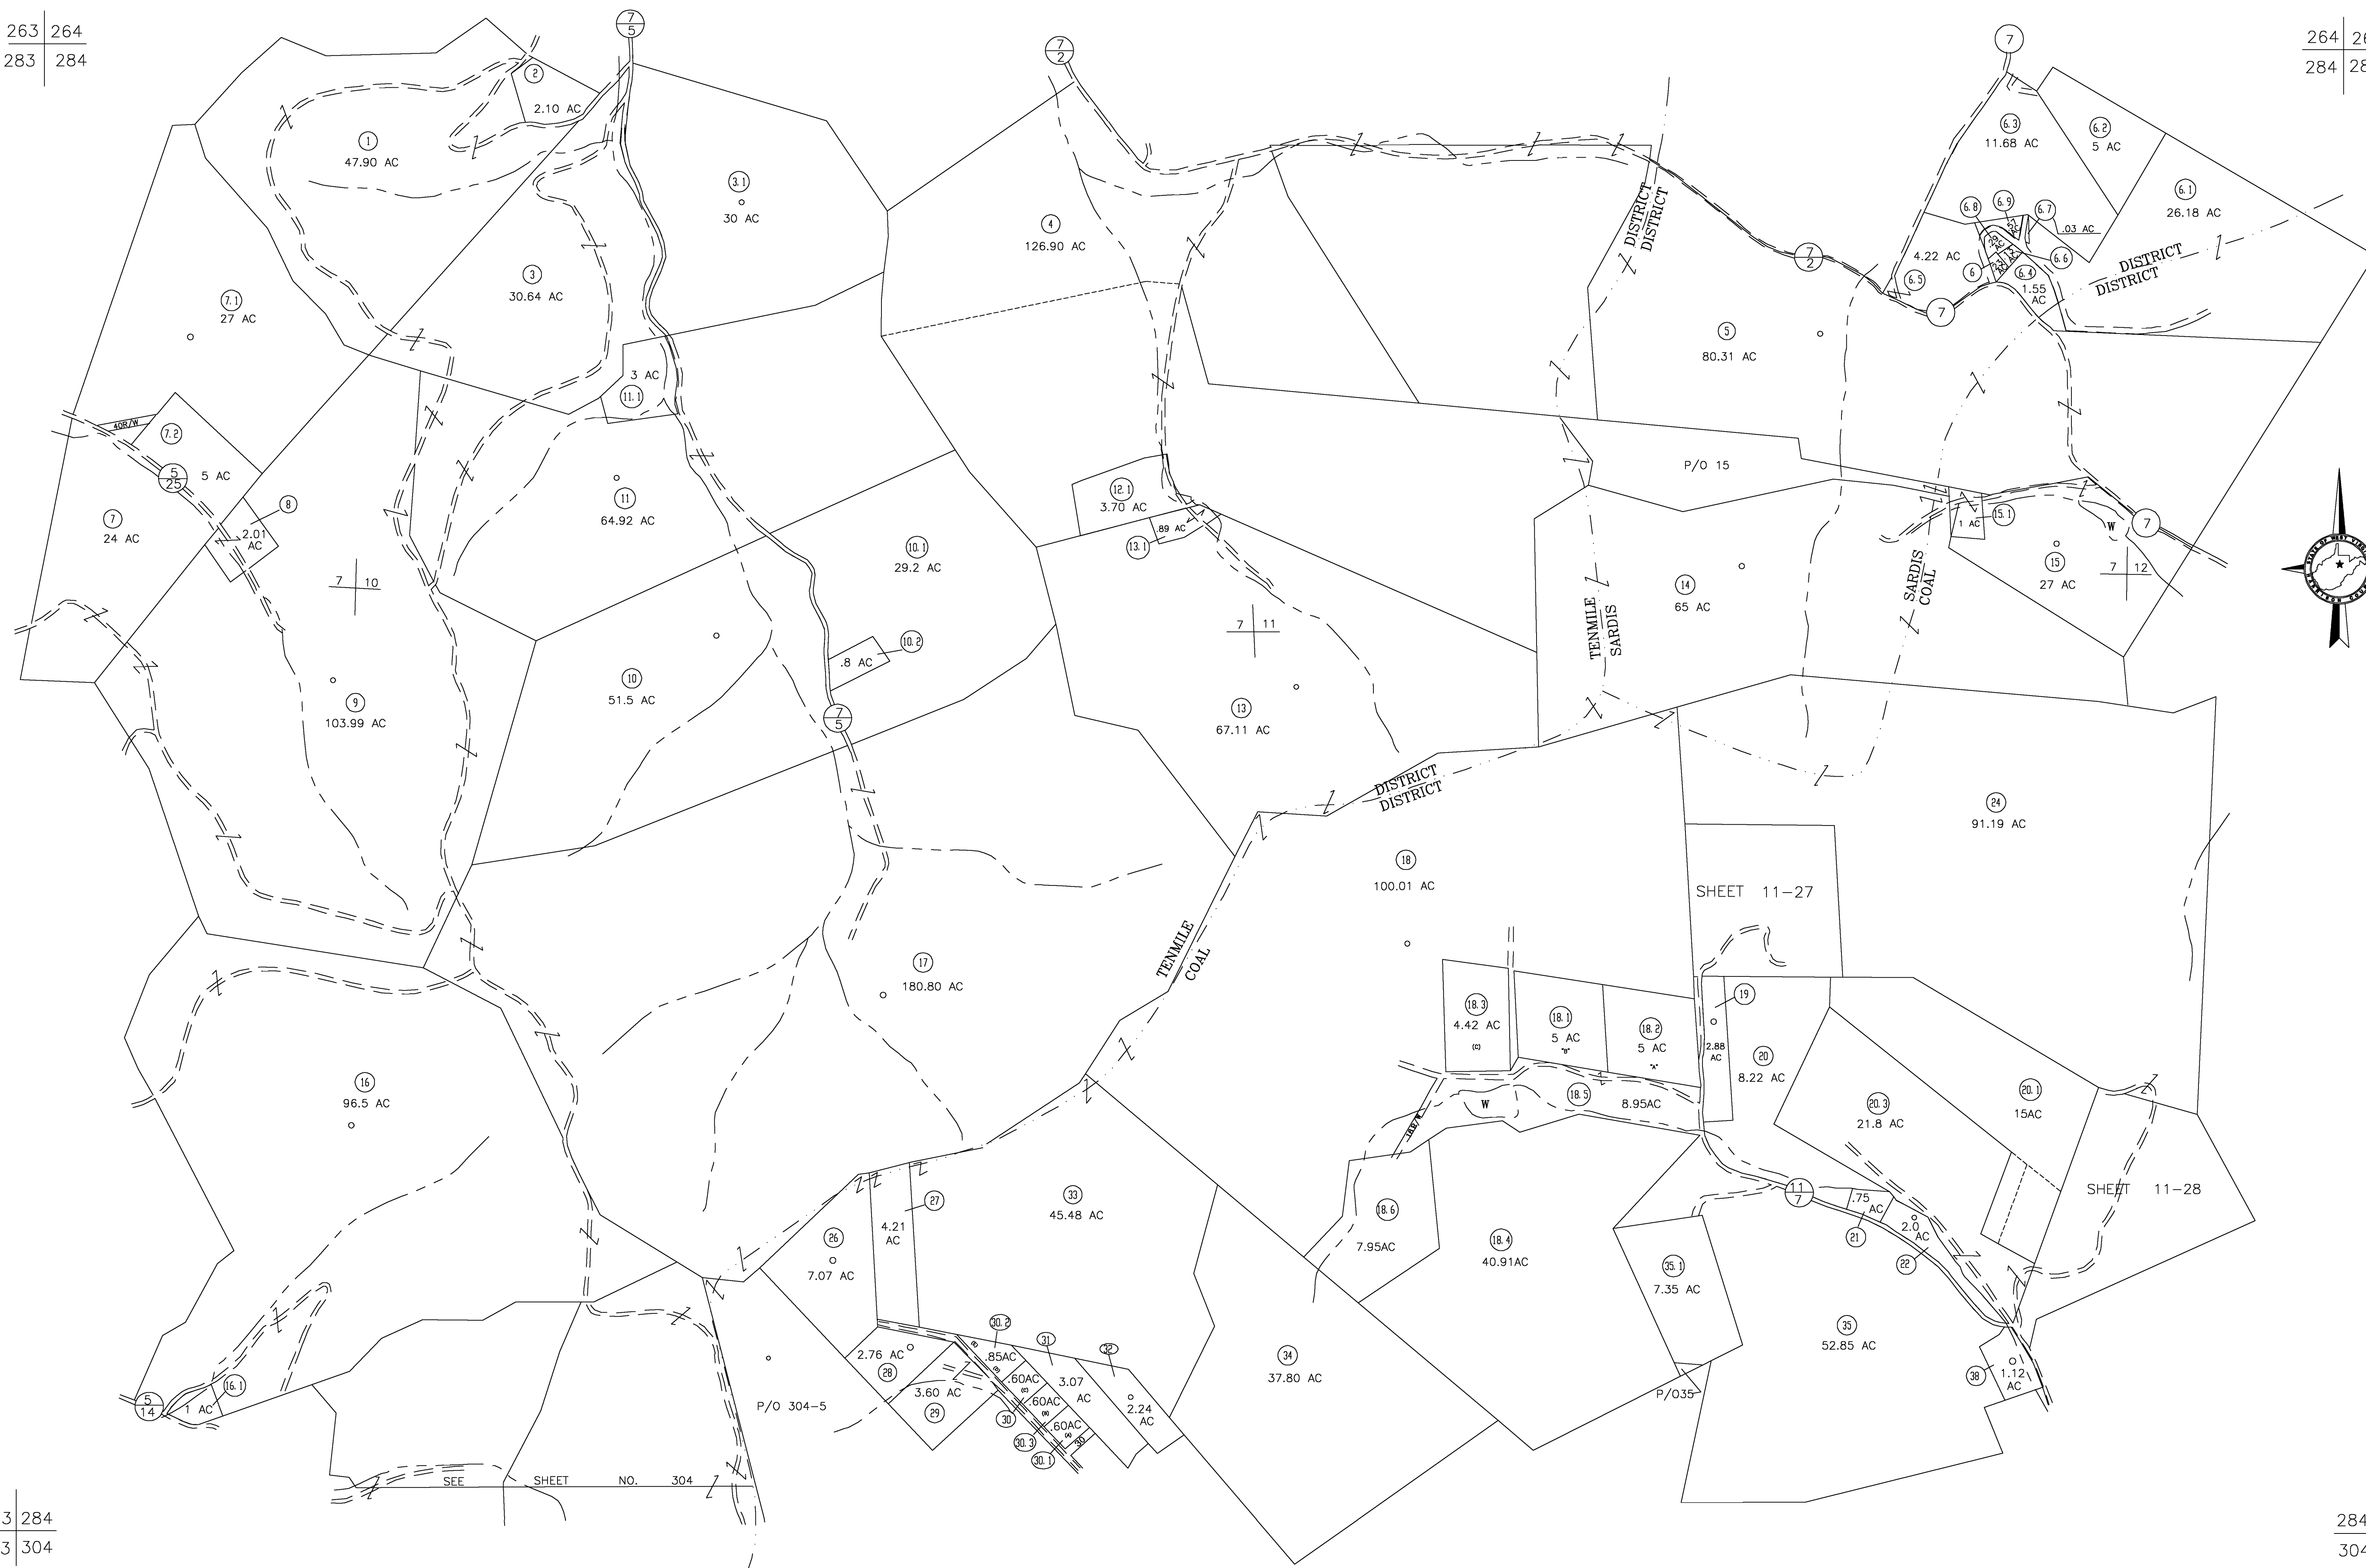 263 264
283 284
7
5
7
2
7
264
284
2
2.10 AC
1
47.90 AC
3.1
30 AC
6.3
11.68 AC
6.2
5 AC
6.1
26.18 AC
6.8
6.9
6.7
.03 AC
6.6
6
6.4
1.55
AC
4.22 AC
6.5
4
126.90 AC
DISTRICT
DISTRICT
7
2
DISTRICT
DISTRICT
3
30.64 AC
7.1
27 AC
7
5
80.31 AC
3 AC
11.1
40R/W
7.2
5 AC
5
25
P/O 15
7
24 AC
8
2.01
AC
11
64.92 AC
12.1
3.70 AC
.89 AC
13.1
15.1
1 AC
W
7
10.1
29.2 AC
14
65 AC
15
27 AC
7 12
STATE OF WEST VIRGINIA
7 10
SARDIS
COAL
TENMILE
SARDIS
7 11
10.2
.8 AC
10
51.5 AC
9
103.99 AC
7
5
13
67.11 AC
DISTRICT
DISTRICT
24
91.19 AC
18
100.01 AC
SHEET 11-27
TENMILE
COAL
17
180.80 AC
18.3
4.42 AC
(C)
18.1
5 AC
"B"
18.2
5 AC
"A"
19
2.88
AC
20
8.22 AC
16
96.5 AC
W
18.5
8.95AC
20.3
21.8 AC
20.1
15AC
SHEET 11-28
27
4.21
AC
33
45.48 AC
26
7.07 AC
18.6
7.95AC
18.4
40.91AC
11
7
.75
AC
21
2.0
AC
22
35.1
7.35 AC
35
52.85 AC
30.2
.85AC
31
32
2.76 AC
28
3.60 AC
29
.60AC
(C)
30
.60AC
(B)
30.3
.60AC
(A)
30.1
30
3.07
AC
2.24
AC
34
37.80 AC
P/035
38
1.12
AC
P/O 304-5
5
14
16.1
1 AC
SEE SHEET NO. 304
3 284
3 304
284
304